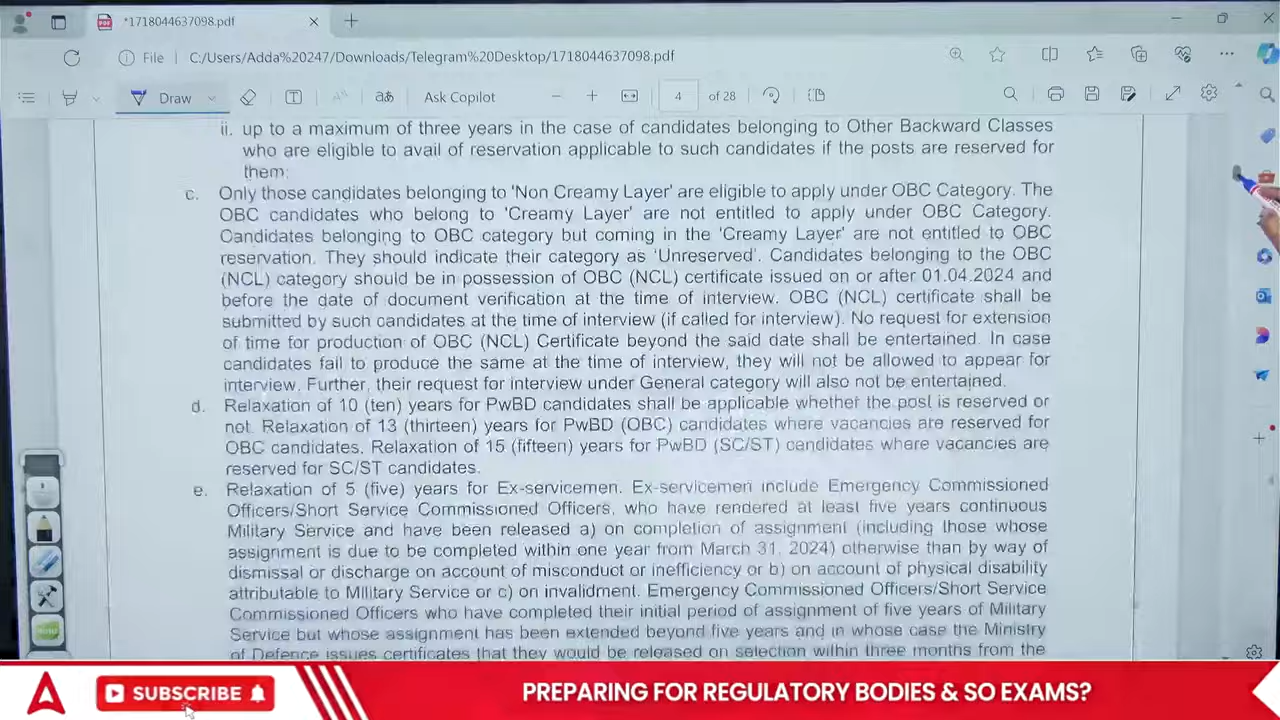 *1718044637098.pdf
File C:/Users/Adda%20247/Downloads/Telegram%20Desktop/1718044637098.pdf
Draw Ask Copilot 4 of 28
ii. up to a maximum of three years in the case of candidates belonging to Other Backward Classes
who are eligible to avail of reservation applicable to such candidates if the posts are reserved for
them;
c. Only those candidates belonging to 'Non Creamy Layer' are eligible to apply under OBC Category. The
OBC candidates who belong to 'Creamy Layer' are not entitled to apply under OBC Category.
Candidates belonging to OBC category but coming in the 'Creamy Layer' are not entitled to OBC
reservation. They should indicate their category as 'Unreserved'. Candidates belonging to the OBC
(NCL) category should be in possession of OBC (NCL) certificate issued on or after 01.04.2024 and
before the date of document verification at the time of interview. OBC (NCL) certificate shall be
submitted by such candidates at the time of interview (if called for interview). No request for extension
of time for production of OBC (NCL) Certificate beyond the said date shall be entertained. In case
candidates fail to produce the same at the time of interview, they will not be allowed to appear for
interview. Further, their request for interview under General category will also not be entertained.
d. Relaxation of 10 (ten) years for PwBD candidates shall be applicable whether the post is reserved or
not. Relaxation of 13 (thirteen) years for PwBD (OBC) candidates where vacancies are reserved for
OBC candidates. Relaxation of 15 (fifteen) years for PwBD (SC/ST) candidates where vacancies are
reserved for SC/ST candidates.
e. Relaxation of 5 (five) years for Ex-servicemen. Ex-servicemen include Emergency Commissioned
Officers/Short Service Commissioned Officers, who have rendered at least five years continuous
Military Service and have been released a) on completion of assignment (including those whose
assignment is due to be completed within one year from March 31, 2024) otherwise than by way of
dismissal or discharge on account of misconduct or inefficiency or b) on account of physical disability
attributable to Military Service or c) on invalidment. Emergency Commissioned Officers/Short Service
Commissioned Officers who have completed their initial period of assignment of five years of Military
Service but whose assignment has been extended beyond five years and in whose case the Ministry
of Defence issues certificates that they would be released on selection within three months from the
SUBSCRIBE
PREPARING FOR REGULATORY BODIES & SO EXAMS?